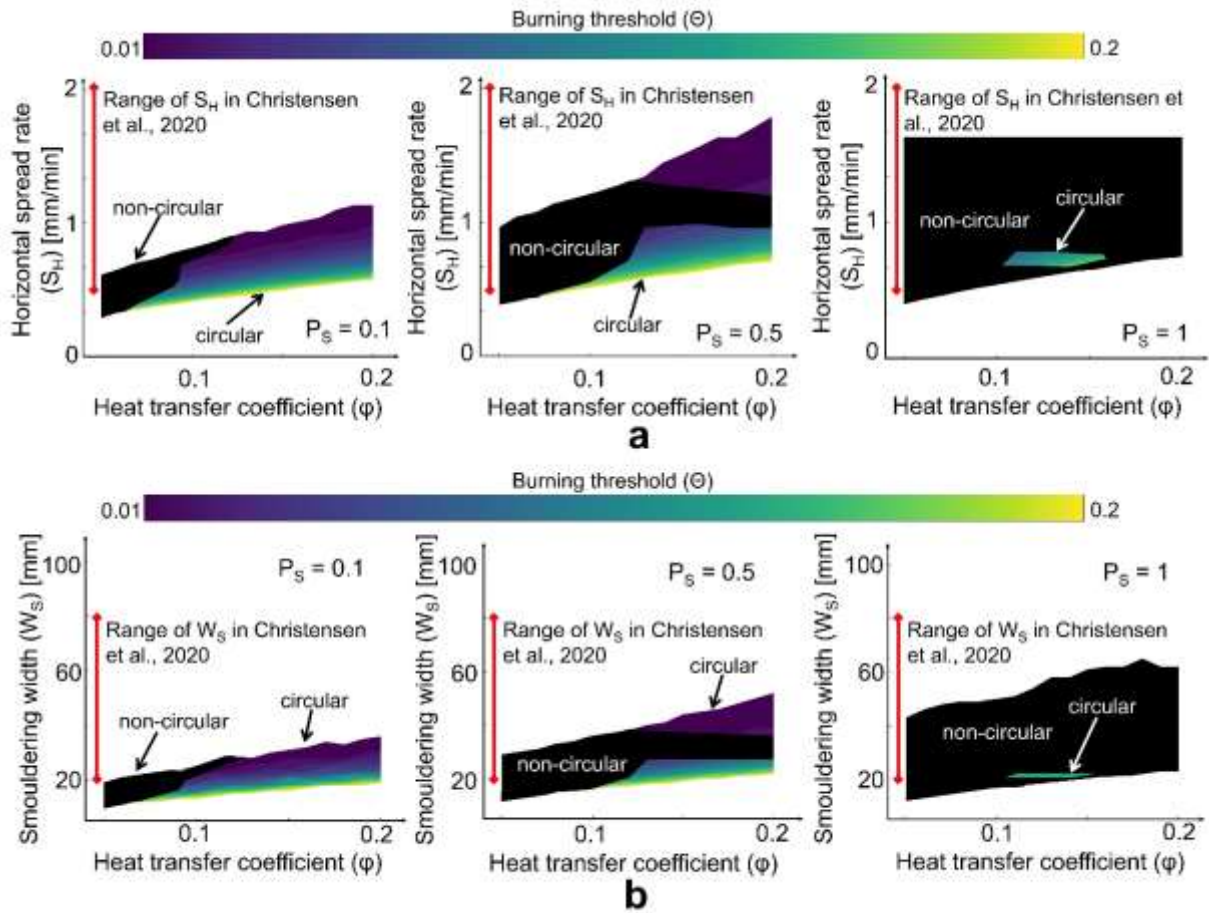 Burning threshold (Θ)
0.01
0.2
Horizontal spread rate
(S_H) [mm/min]
2
1
0
Range of S_H in Christensen
et al., 2020
non-circular
circular
P_S = 0.1
0.1
0.2
Heat transfer coefficient (φ)
Horizontal spread rate
(S_H) [mm/min]
2
1
0
Range of S_H in Christensen
et al., 2020
non-circular
circular
P_S = 0.5
0.1
0.2
Heat transfer coefficient (φ)
Horizontal spread rate
(S_H) [mm/min]
2
1
0
Range of S_H in Christensen et
al., 2020
non-circular
circular
P_S = 1
0.1
0.2
Heat transfer coefficient (φ)
a
Burning threshold (Θ)
0.01
0.2
Smouldering width (W_S) [mm]
100
60
20
P_S = 0.1
Range of W_S in Christensen
et al., 2020
non-circular
circular
0.1
0.2
Heat transfer coefficient (φ)
Smouldering width (W_S) [mm]
100
60
20
P_S = 0.5
Range of W_S in Christensen
et al., 2020
circular
non-circular
0.1
0.2
Heat transfer coefficient (φ)
Smouldering width (W_S) [mm]
100
60
20
P_S = 1
Range of W_S in Christensen
et al., 2020
circular
non-circular
0.1
0.2
Heat transfer coefficient (φ)
b